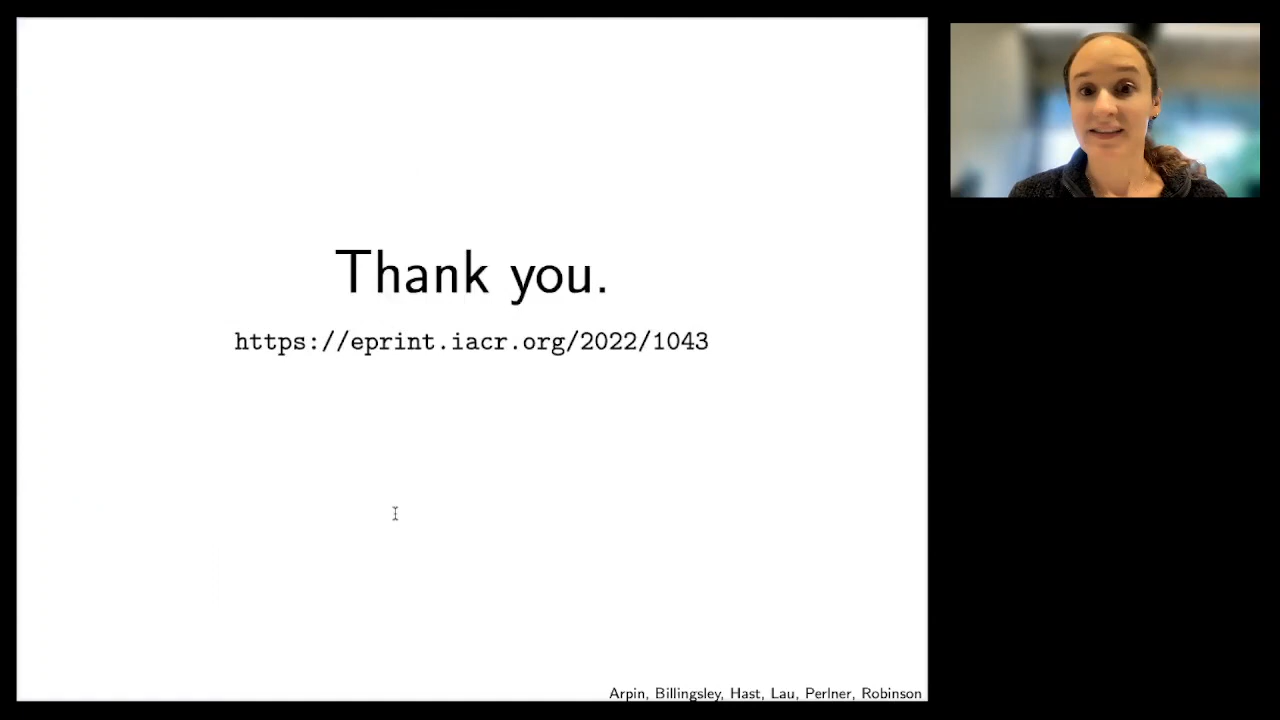 Thank you.
https://eprint.iacr.org/2022/1043
Arpin, Billingsley, Hast, Lau, Perlner, Robinson